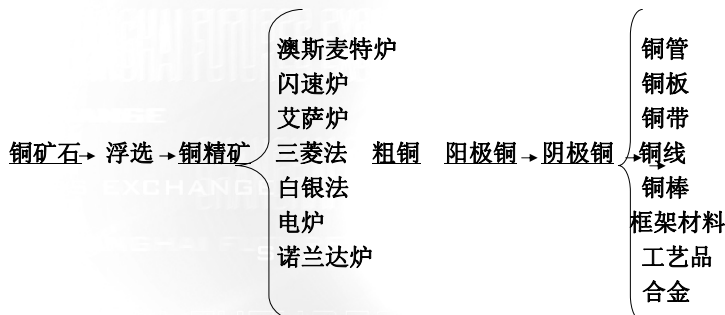 澳斯麦特炉
闪速炉
艾萨炉
铜矿石 浮选 铜精矿 三菱法 粗铜 阳极铜 阴极铜 铜线
白银法
电炉
诺兰达炉
铜管
铜板
铜带
铜棒
框架材料
工艺品
合金
EXCHANGE